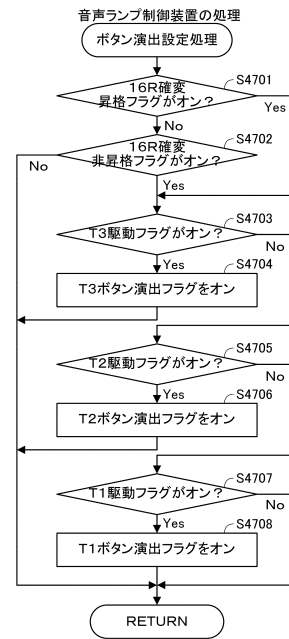 音声ランプ制御装置の処理
ボタン演出設定処理
S4701
16R確変
昇格フラグがオン？
Yes
No
S4702
16R確変
非昇格フラグがオン？
No
Yes
S4703
T3駆動フラグがオン？
No
Yes
S4704
T3ボタン演出フラグをオン
S4705
T2駆動フラグがオン？
No
Yes
S4706
T2ボタン演出フラグをオン
S4707
T1駆動フラグがオン？
No
Yes
S4708
T1ボタン演出フラグをオン
RETURN